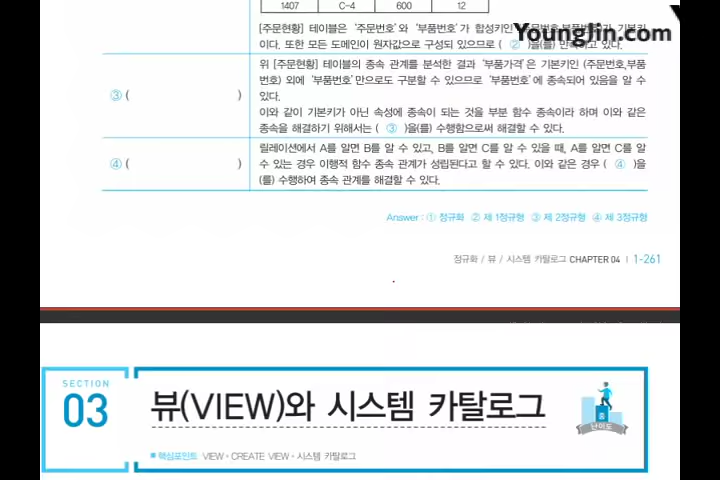 1407 C-4 600 12
[주문현황] 테이블은 '주문번호'와 '부품번호'가 합성키인 기본키
이다. 또한 모든 도메인이 원자값으로 구성되 있으므로 ( ② )을(를) 만족하고 있다.
YoungJin.com
③ ( )
위 [주문현황] 테이블의 종속 관계를 분석한 결과 '부품가격'은 기본키인 (주문번호,부품
번호) 외에 '부품번호'만으로도 구분할 수 있으므로 '부품번호'에 종속되어 있음을 알 수
있다.
이와 같이 기본키가 아닌 속성에 종속이 되는 것을 부분 함수 종속이라 하며 이와 같은
종속을 해결하기 위해서는 ( ③ )을(를) 수행함으로써 해결할 수 있다.
④ ( )
릴레이션에서 A를 알면 B를 알 수 있고, B를 알면 C를 알 수 있을 때, A를 알면 C를 알
수 있는 경우 이행적 함수 종속 관계가 성립된다고 할 수 있다. 이와 같은 경우 ( ④ )을
(를) 수행하여 종속 관계를 해결할 수 있다.
Answer : ① 정규화 ② 제 1정규형 ③ 제 2정규형 ④ 제 3정규형
정규화 / 뷰 / 시스템 카탈로그 CHAPTER 04 | 1-261
SECTION
03
뷰(VIEW)와 시스템 카탈로그
중
난이도
■ 핵심포인트 VIEW • CREATE VIEW • 시스템 카탈로그